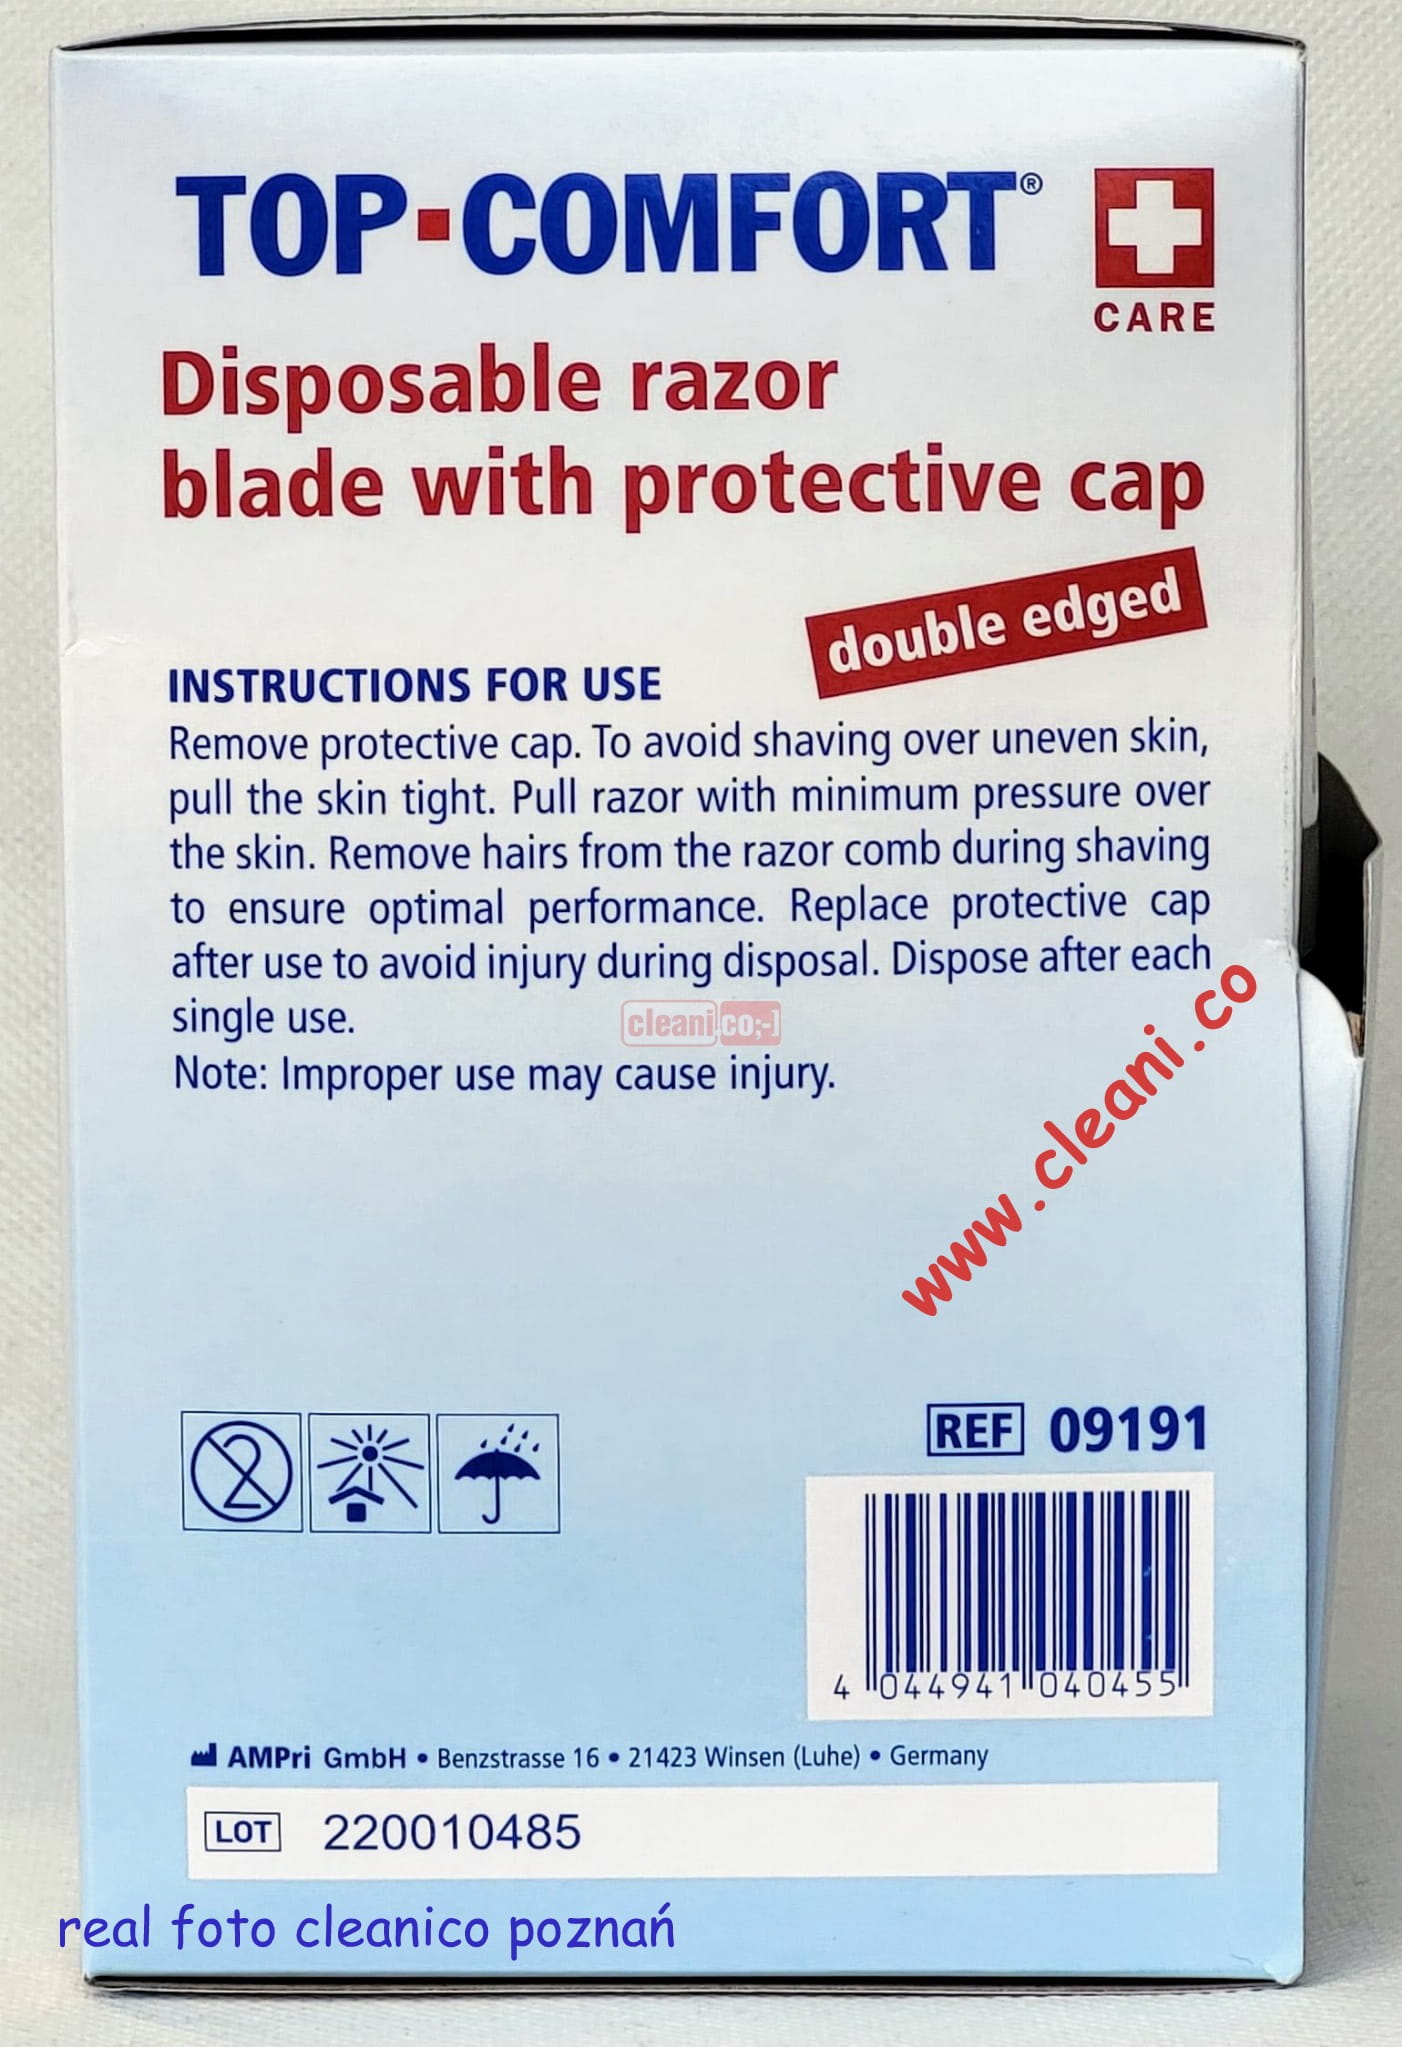 TOP·COMFORT®
CARE
Disposable razor
blade with protective cap
double edged
INSTRUCTIONS FOR USE
Remove protective cap. To avoid shaving over uneven skin,
pull the skin tight. Pull razor with minimum pressure over
the skin. Remove hairs from the razor comb during shaving
to ensure optimal performance. Replace protective cap
after use to avoid injury during disposal. Dispose after each
single use.
cleani.co;-]
Note: Improper use may cause injury.
www.cleani.co
2
REF 09191
4 044941 040455
AMPri GmbH • Benzstrasse 16 • 21423 Winsen (Luhe) • Germany
LOT 220010485
real foto cleanico poznań